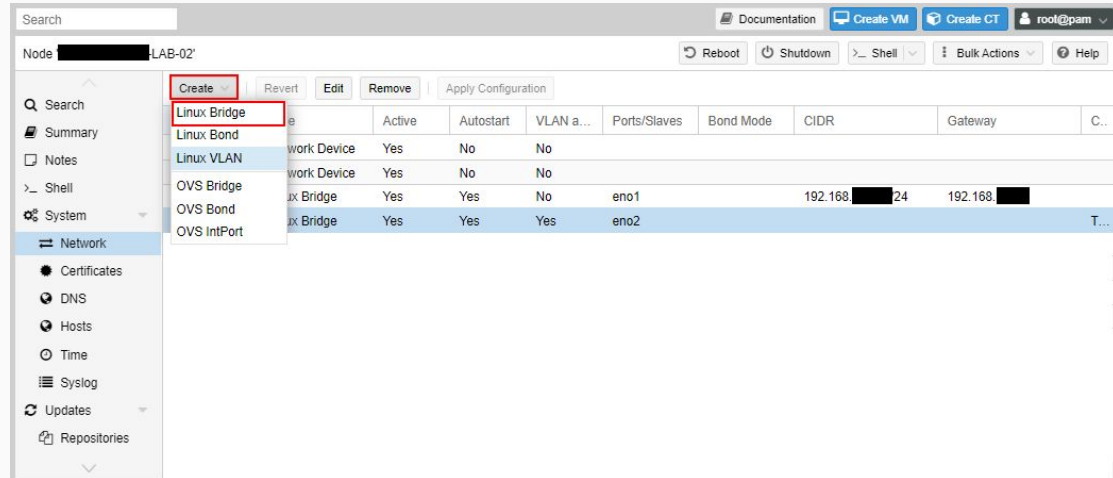 Search
Documentation Create VM Create CT root@pam
Node ' -LAB-02'
Reboot Shutdown >_ Shell Bulk Actions Help
Search
Summary
Notes
>_ Shell
System
Network
Certificates
DNS
Hosts
Time
Syslog
Updates
Repositories
Create Revert Edit Remove Apply Configuration
Linux Bridge
Linux Bond
Linux VLAN
OVS Bridge
OVS Bond
OVS IntPort
e Active Autostart VLAN a... Ports/Slaves Bond Mode CIDR Gateway C..
work Device Yes No No
work Device Yes No No
ux Bridge Yes Yes No eno1 192.168. /24 192.168.
ux Bridge Yes Yes Yes eno2 T...